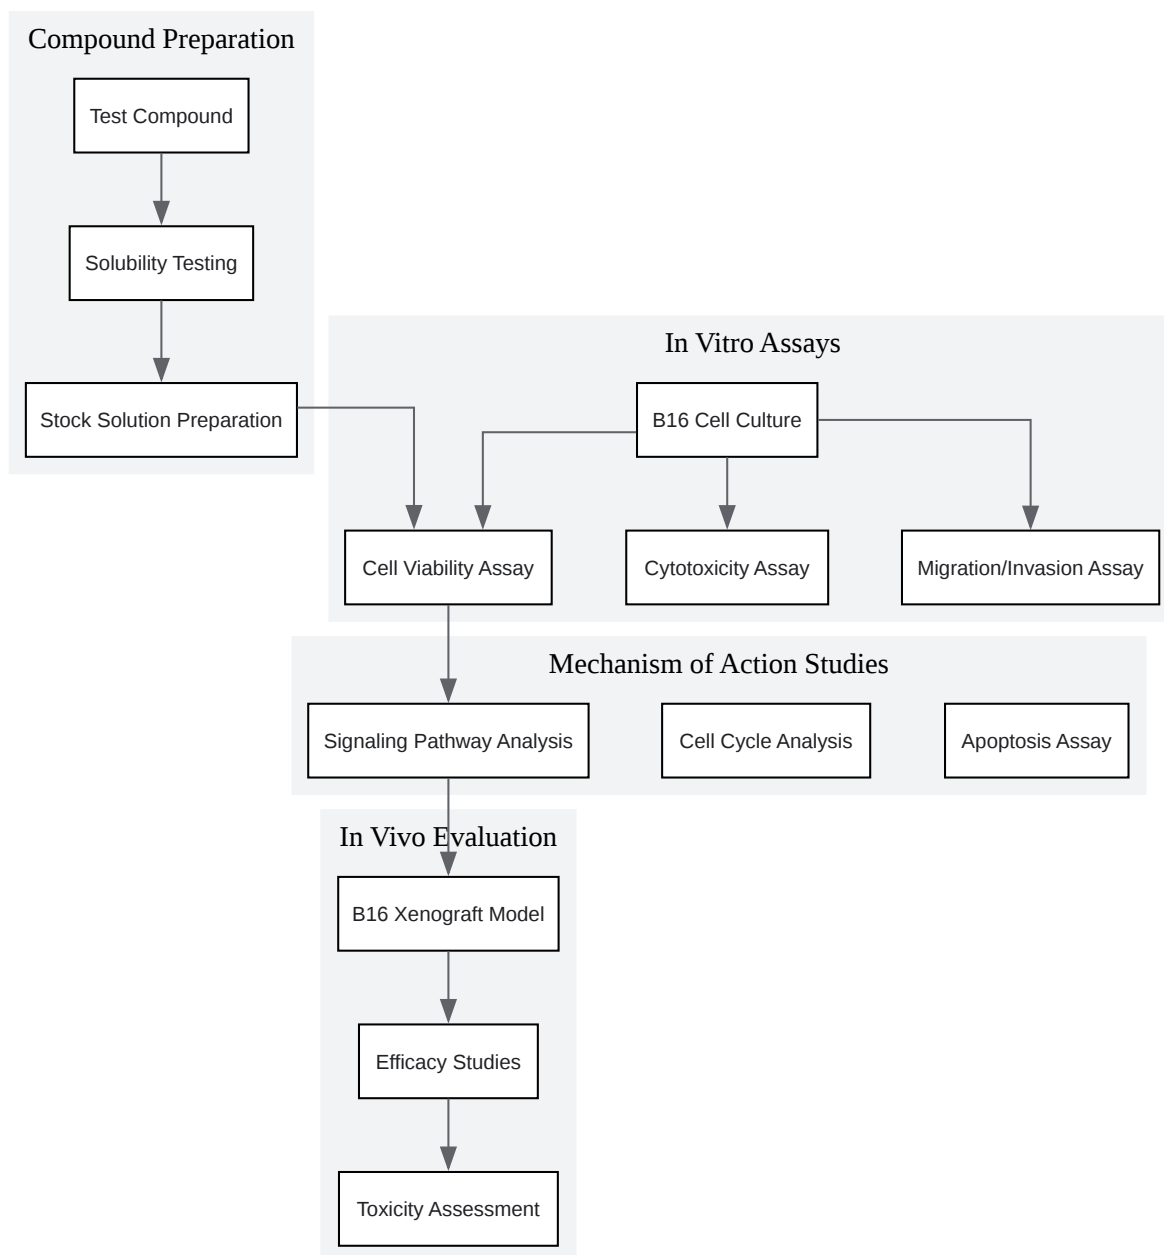 Compound Preparation
Test Compound
Solubility Testing
Stock Solution Preparation
In Vitro Assays
B16 Cell Culture
Cell Viability Assay
Cytotoxicity Assay
Migration/Invasion Assay
Mechanism of Action Studies
Signaling Pathway Analysis
Cell Cycle Analysis
Apoptosis Assay
In Vivo Evaluation
B16 Xenograft Model
Efficacy Studies
Toxicity Assessment